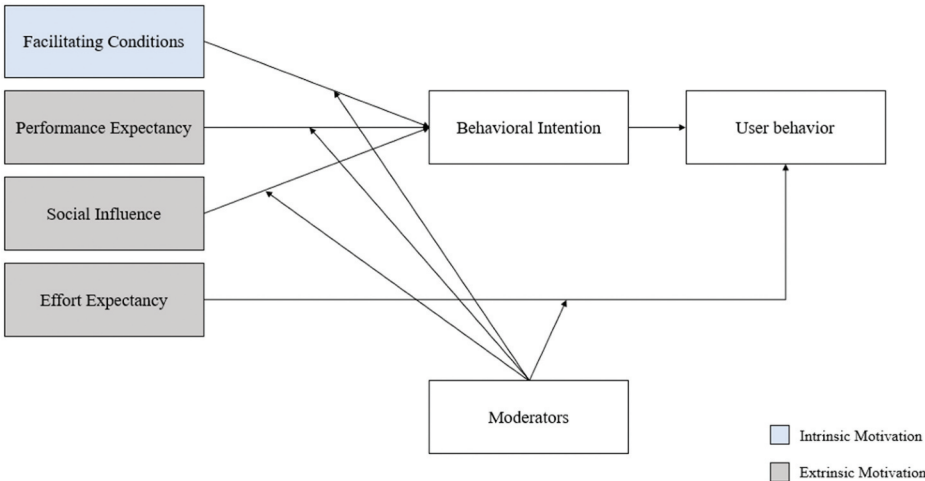 Facilitating Conditions
Performance Expectancy
Behavioral Intention
User behavior
Social Influence
Effort Expectancy
Moderators
Intrinsic Motivation
Extrinsic Motivation